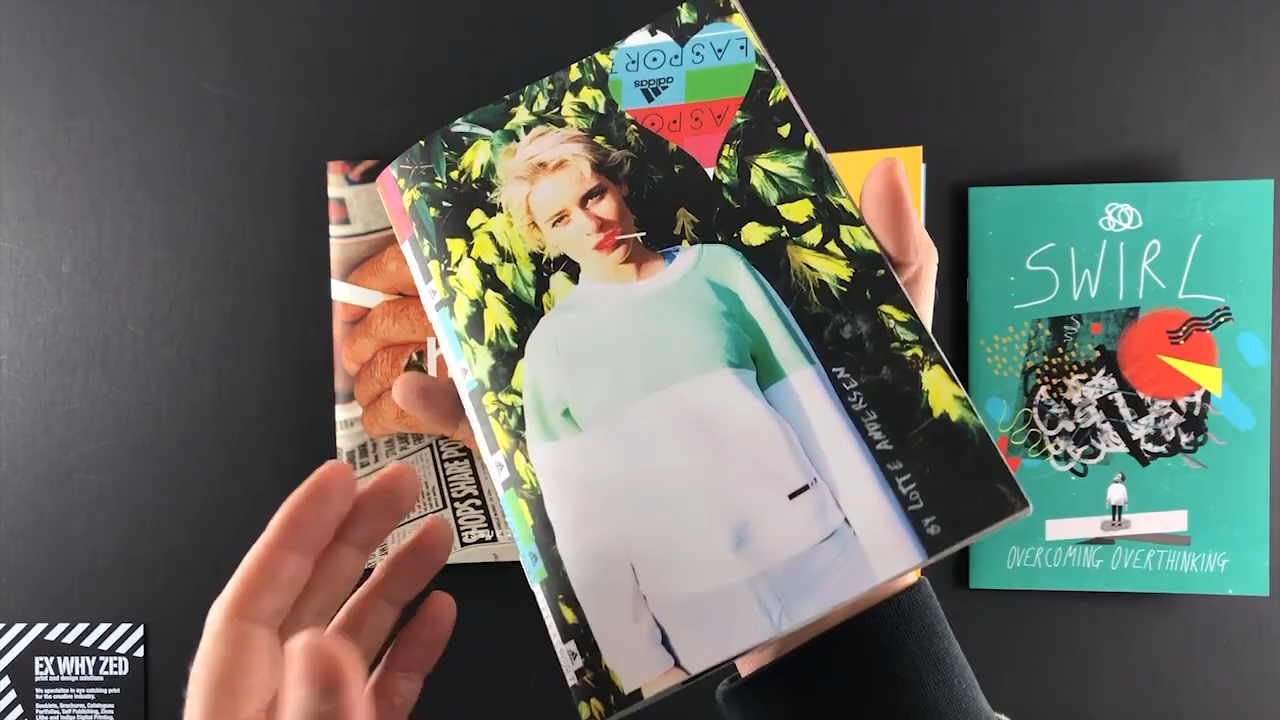 LASPORT
adidas
LASPOR
BY LOTTE ANDERSEN
SHOPS SHARE
SWIRL
OVERCOMING OVERTHINKING
EX WHY ZED
print and design solutions
We specialise in eye catching print
for the creative industry.
Booklets, Brochures, Catalogues
Portfolios, Self Publishing, Zines
Litho and Indigo Digital Printing.